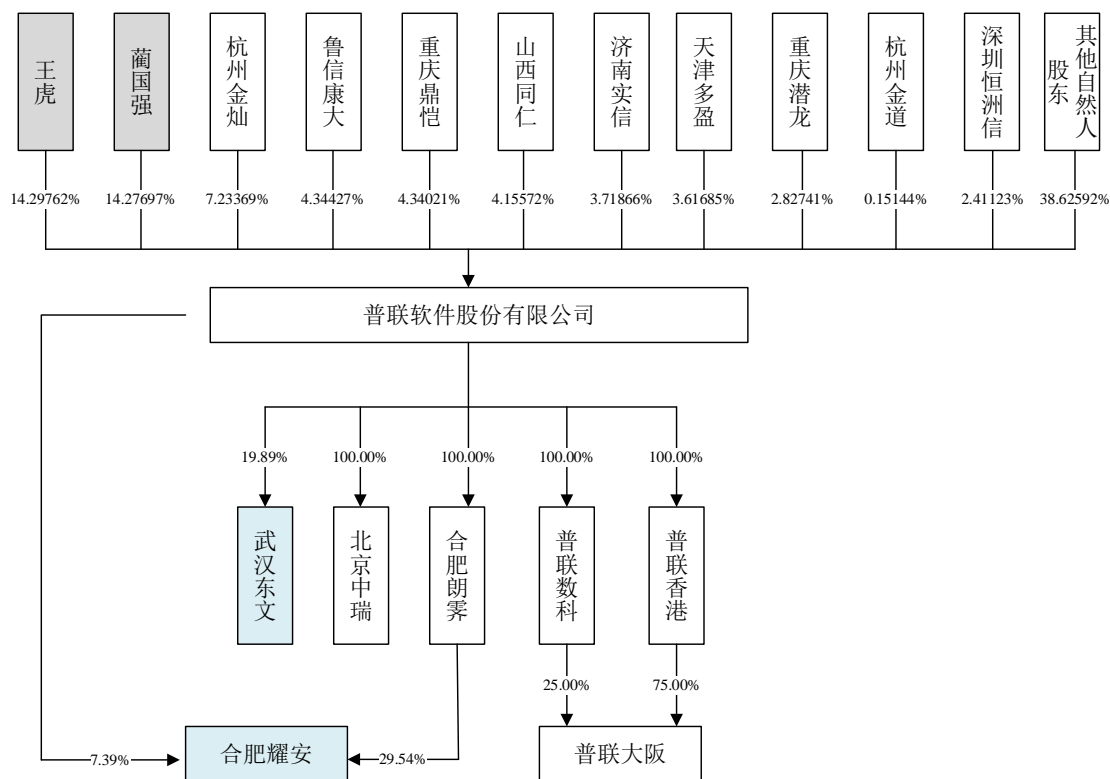 王虎
蔺国强
杭州金灿
鲁信康大
重庆鼎恺
山西同仁
济南实信
天津多盈
重庆潜龙
杭州金道
深圳恒洲信
其他自然人
股东
14.29762%
14.27697%
7.23369%
4.34427%
4.34021%
4.15572%
3.71866%
3.61685%
2.82741%
0.15144%
2.41123%
38.62592%
普联软件股份有限公司
19.89%
100.00%
100.00%
100.00%
100.00%
武汉东文
北京中瑞
合肥朗霁
普联数科
普联香港
25.00%
75.00%
7.39%
合肥耀安
29.54%
普联大阪